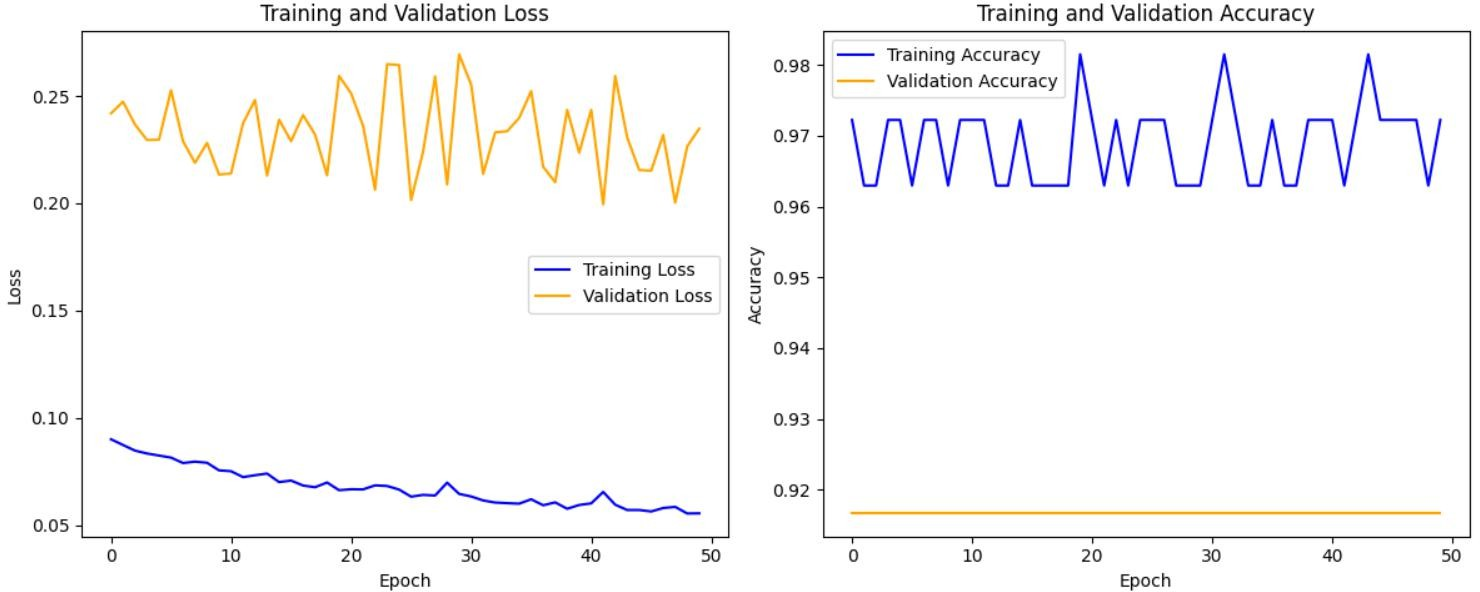 Training and Validation Loss
0.25
0.20
0.15
0.10
0.05
Loss
Training Loss
Validation Loss
0
10
20
30
40
50
Epoch
Training and Validation Accuracy
0.98
0.97
0.96
0.95
0.94
0.93
0.92
Accuracy
Training Accuracy
Validation Accuracy
0
10
20
30
40
50
Epoch